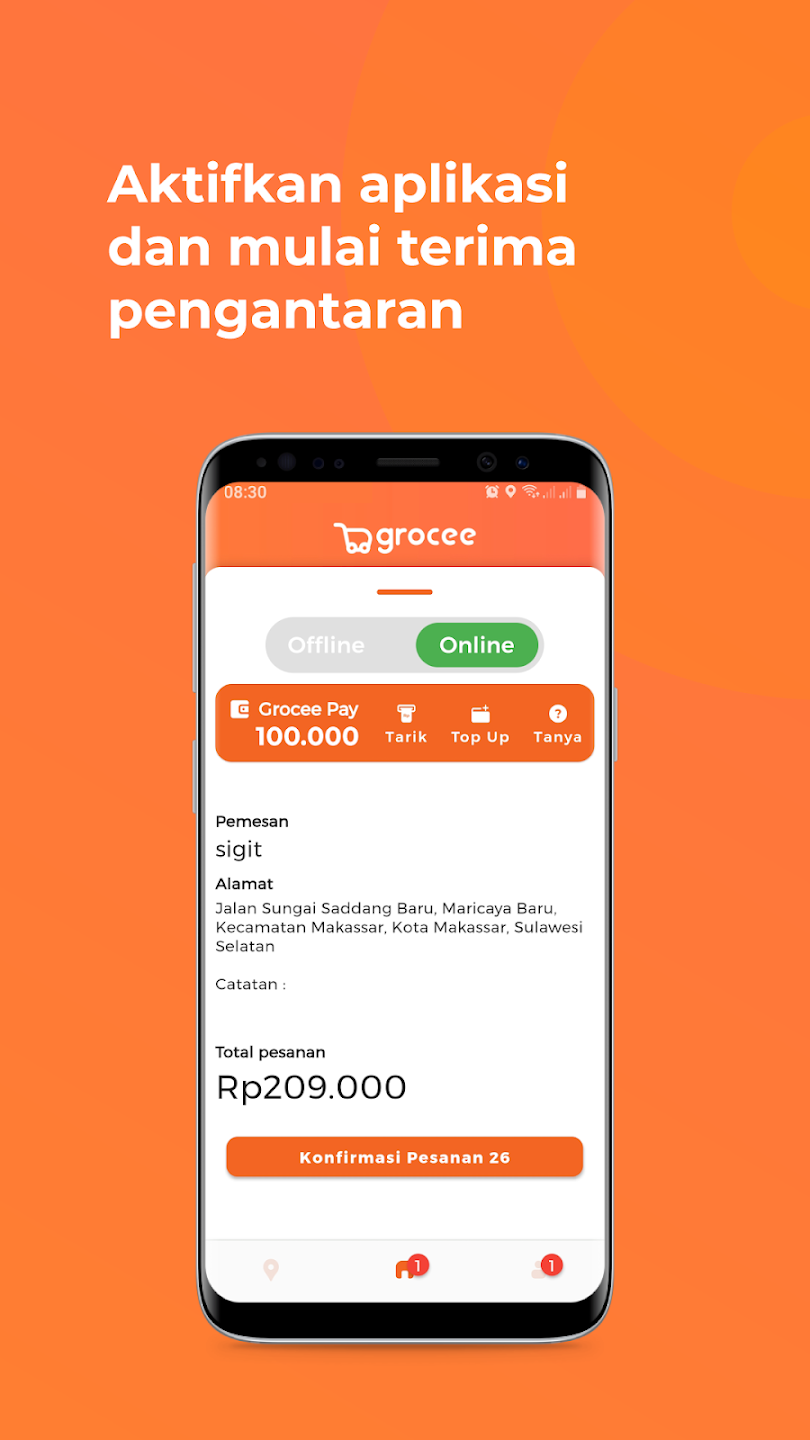 Aktifkan aplikasi
dan mulai terima
pengantaran
08:30
grocee
Offline
Online
Grocee Pay
100.000
Tarik
Top Up
?
Tanya
Pemesan
sigit
Alamat
Jalan Sungai Saddang Baru, Maricaya Baru,
Kecamatan Makassar, Kota Makassar, Sulawesi
Selatan
Catatan :
Total pesanan
Rp209.000
Konfirmasi Pesanan 26
1
1